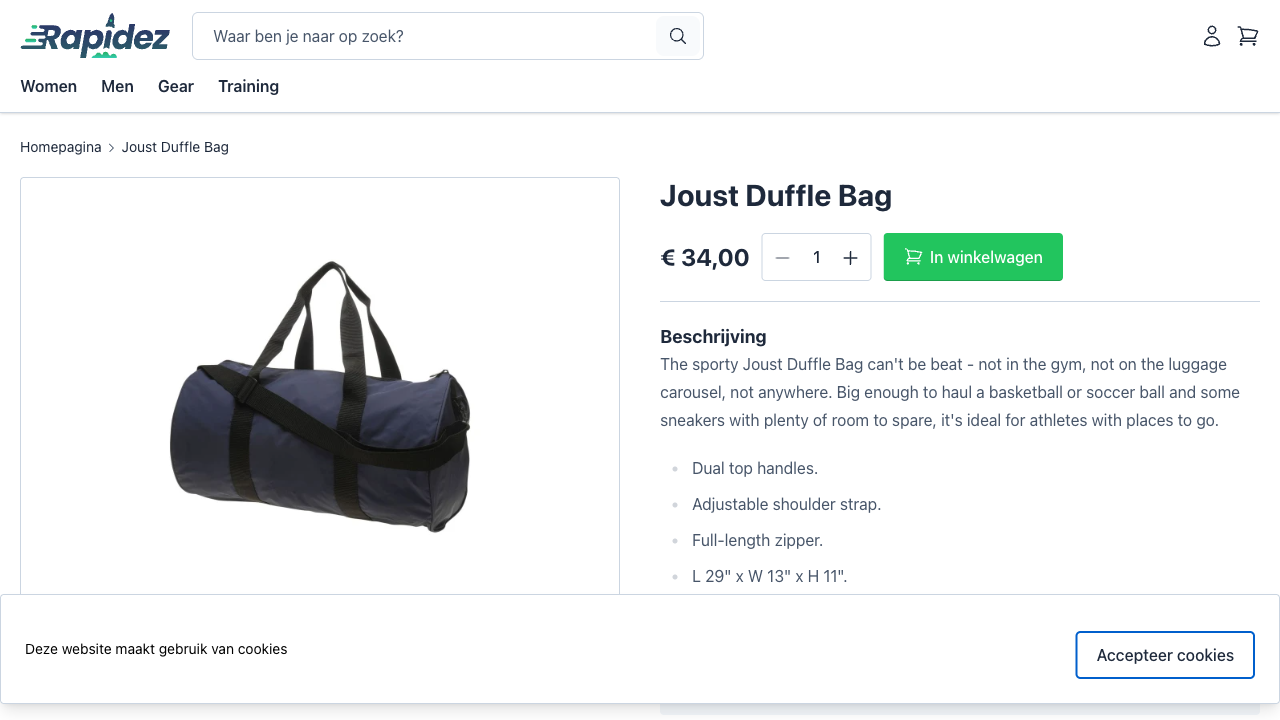 Rapidez
Waar ben je naar op zoek?
Women Men Gear Training
Homepagina Joust Duffle Bag
Joust Duffle Bag
€ 34,00 1 In winkelwagen
Beschrijving
The sporty Joust Duffle Bag can't be beat - not in the gym, not on the luggage
carousel, not anywhere. Big enough to haul a basketball or soccer ball and some
sneakers with plenty of room to spare, it's ideal for athletes with places to go.
Dual top handles.
Adjustable shoulder strap.
Full-length zipper.
L 29" x W 13" x H 11".
Deze website maakt gebruik van cookies
Accepteer cookies